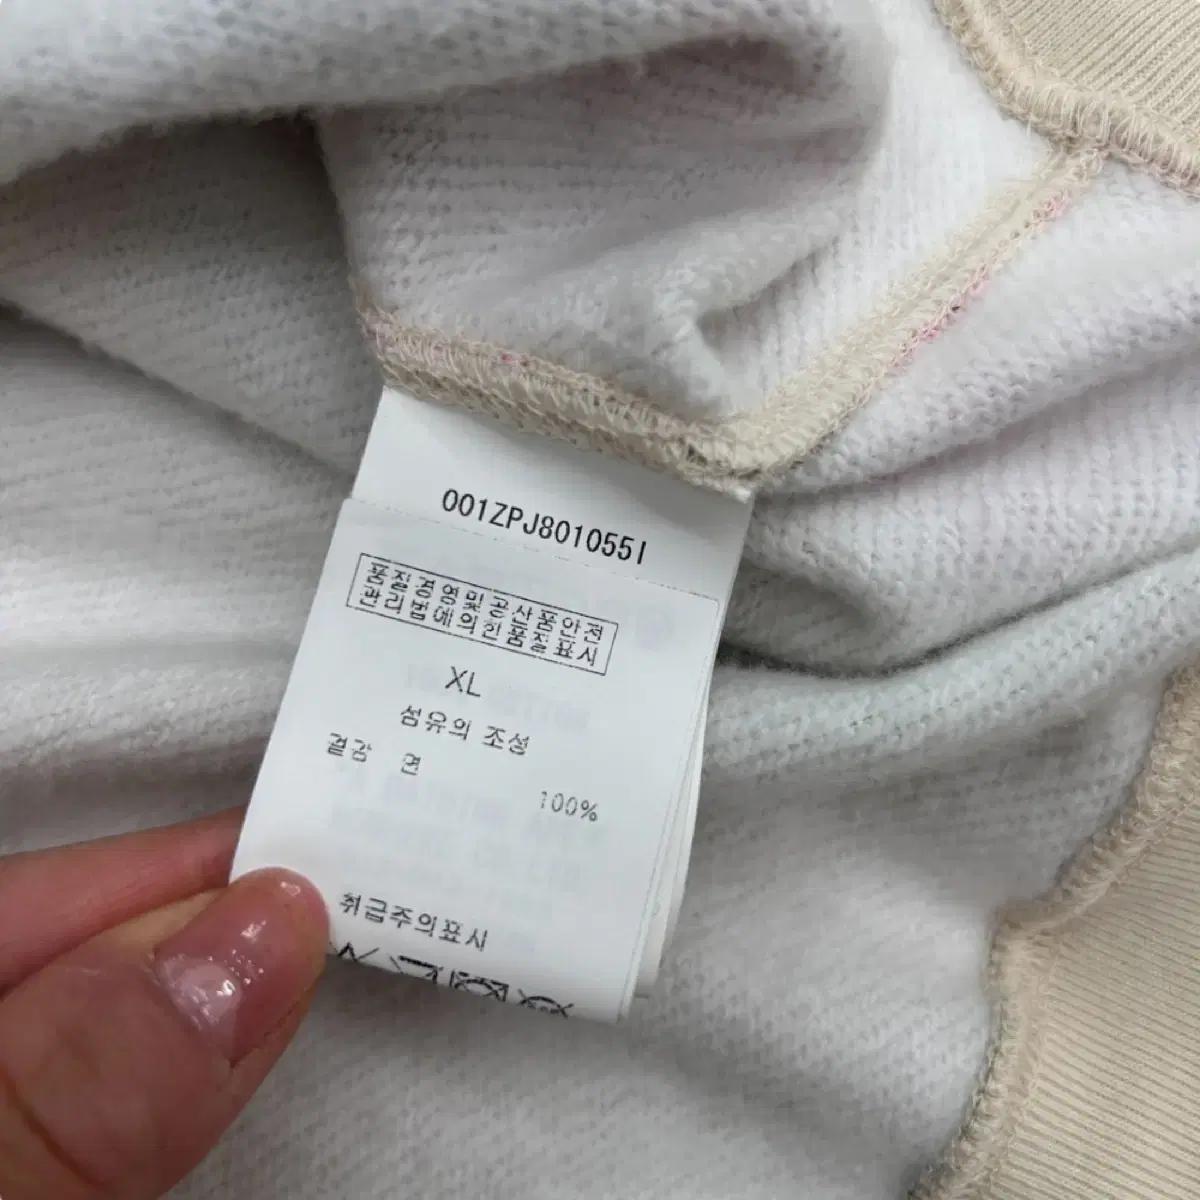 001ZPJ801055I
품질경영및공산품안전
관리법에의한품질표시
XL
섬유의 조성
겉감 면
100%
취급주의표시